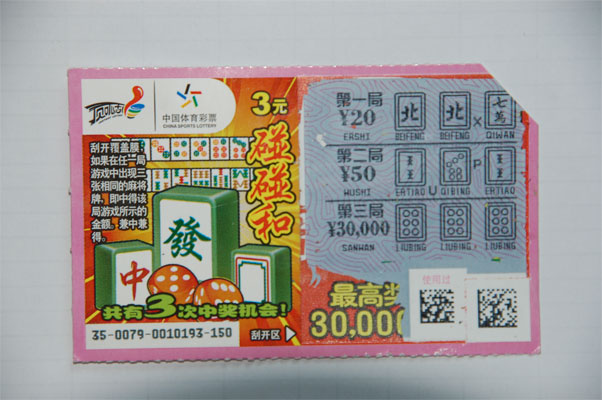 顶呱刮
中国体育彩票
CHINA SPORTS LOTTERY
3元
碰碰和
刮开覆盖膜:
如果在任一局
游戏中出现三
张相同的麻将
牌,即中得该
局游戏所示的
金额。兼中兼
得。
發
中
共有3次中奖机会!
35-0079-0010193-150
刮开区
第一局
¥20
ERSHI
北
BEIFENG
北
BEIFENG
X
七萬
QIWAN
第二局
¥50
WUSHI
ERTIAO
U
QIBING
P
ERTIAO
第三局
¥30,000
SANWAN
LIUBING
LIUBING
LIUBING
使用过
最高奖
30,00